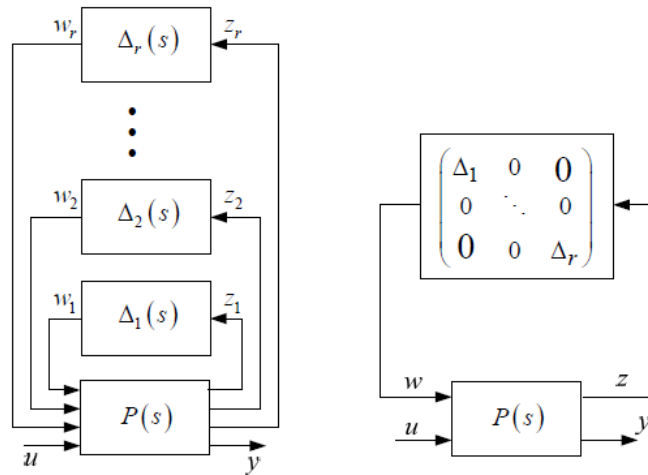 w_r Δ_r(s) z_r
w_2 Δ_2(s) z_2
w_1 Δ_1(s) z_1
P(s)
u y
Δ_1 0 0
0 ⋱ 0
0 0 Δ_r
w z
P(s)
u y